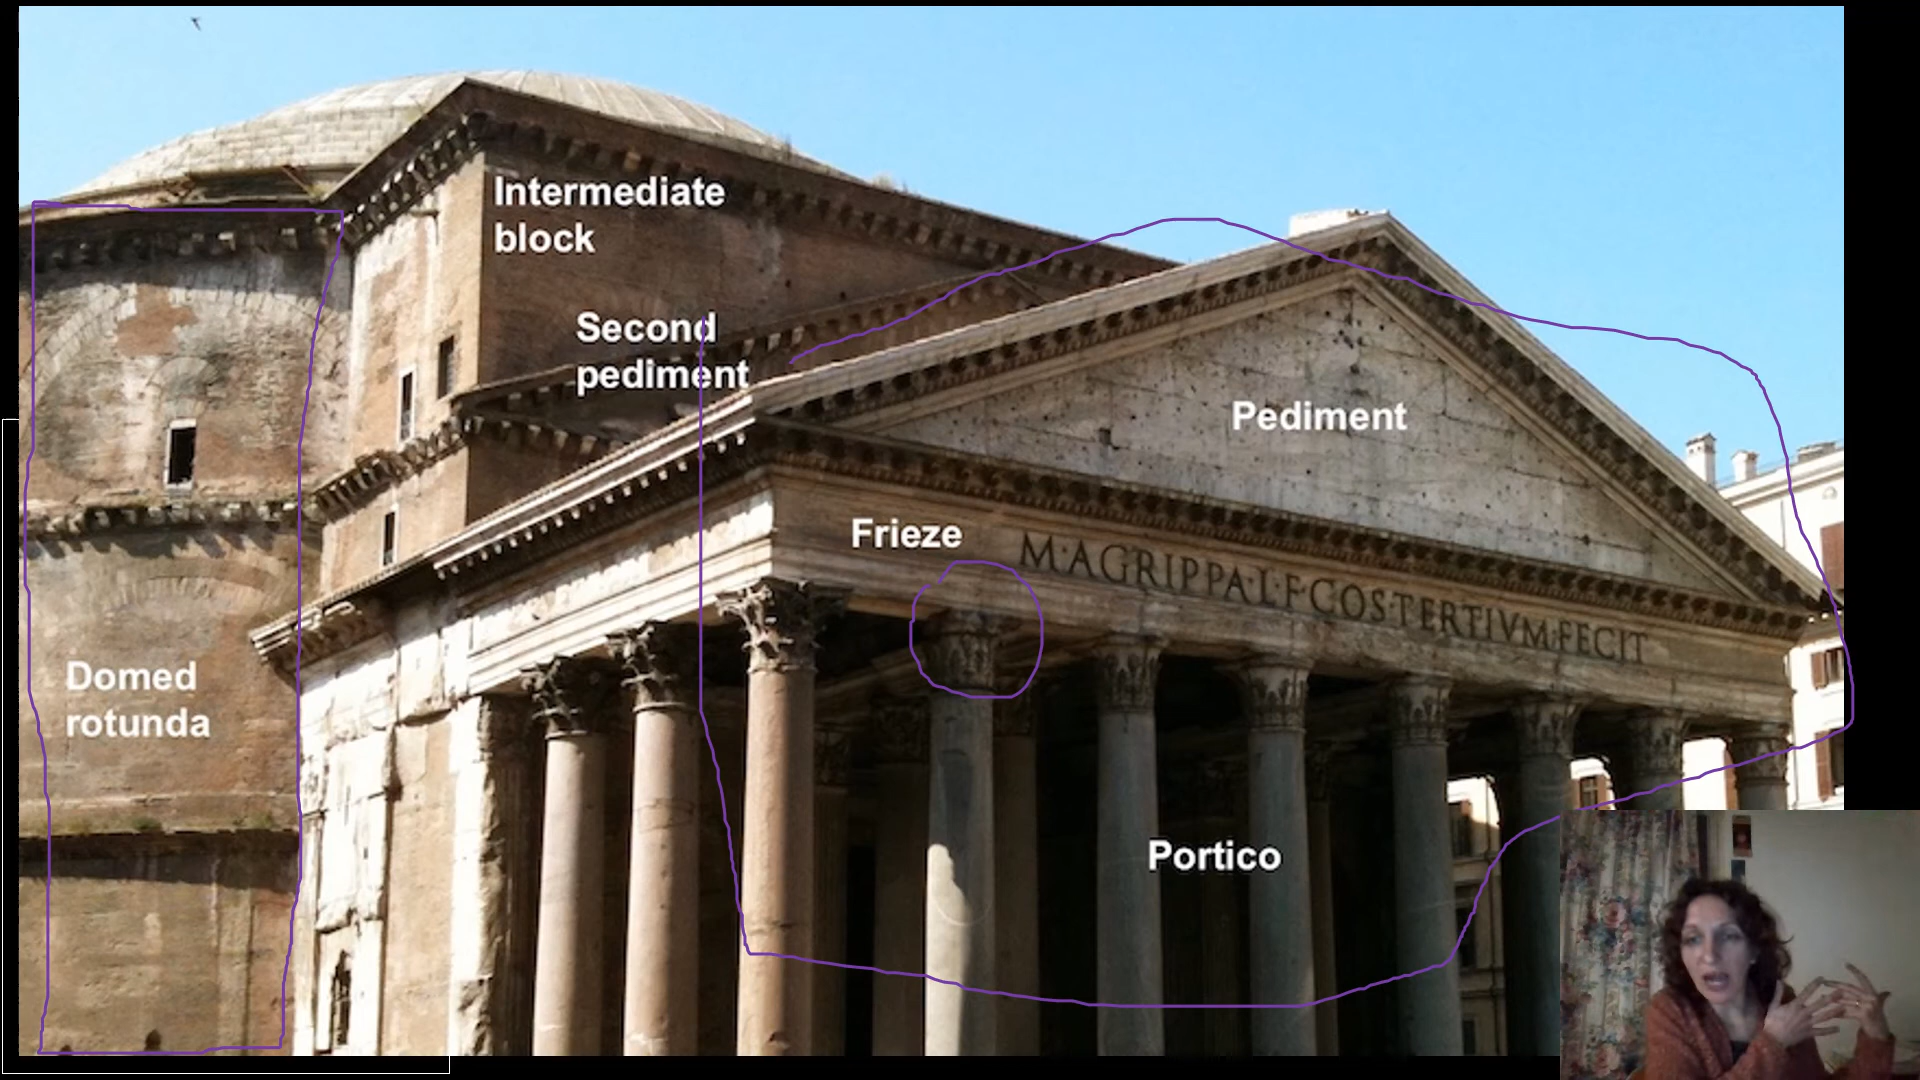 Intermediate
block
Second
pediment
Pediment
Frieze
M·AGRIPPA·L·F·COS·TERTIVM·FECIT
Domed
rotunda
Portico